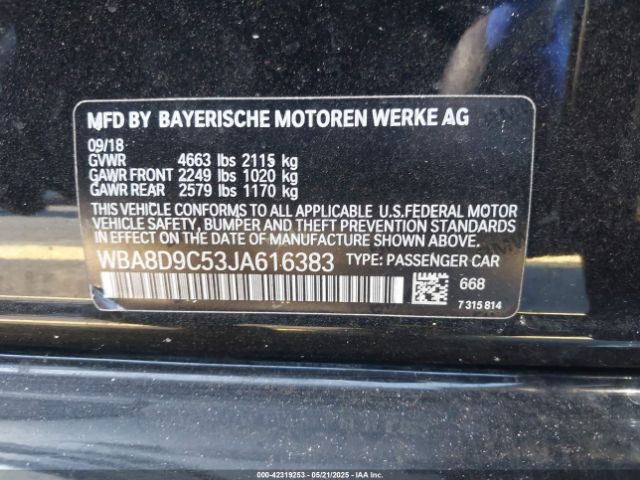 MFD BY BAYERISCHE MOTOREN WERKE AG
09/18
GVWR 4663 lbs 2115 kg
GAWR FRONT 2249 lbs 1020 kg
GAWR REAR 2579 lbs 1170 kg
THIS VEHICLE CONFORMS TO ALL APPLICABLE U.S.FEDERAL MOTOR
VEHICLE SAFETY, BUMPER AND THEFT PREVENTION STANDARDS
IN EFFECT ON THE DATE OF MANUFACTURE SHOWN ABOVE.
WBA8D9C53JA616383 TYPE: PASSENGER CAR
668
7 315 814
00-42319253 - 05/21/2025 - COPYRIGHT IAA, LLC.